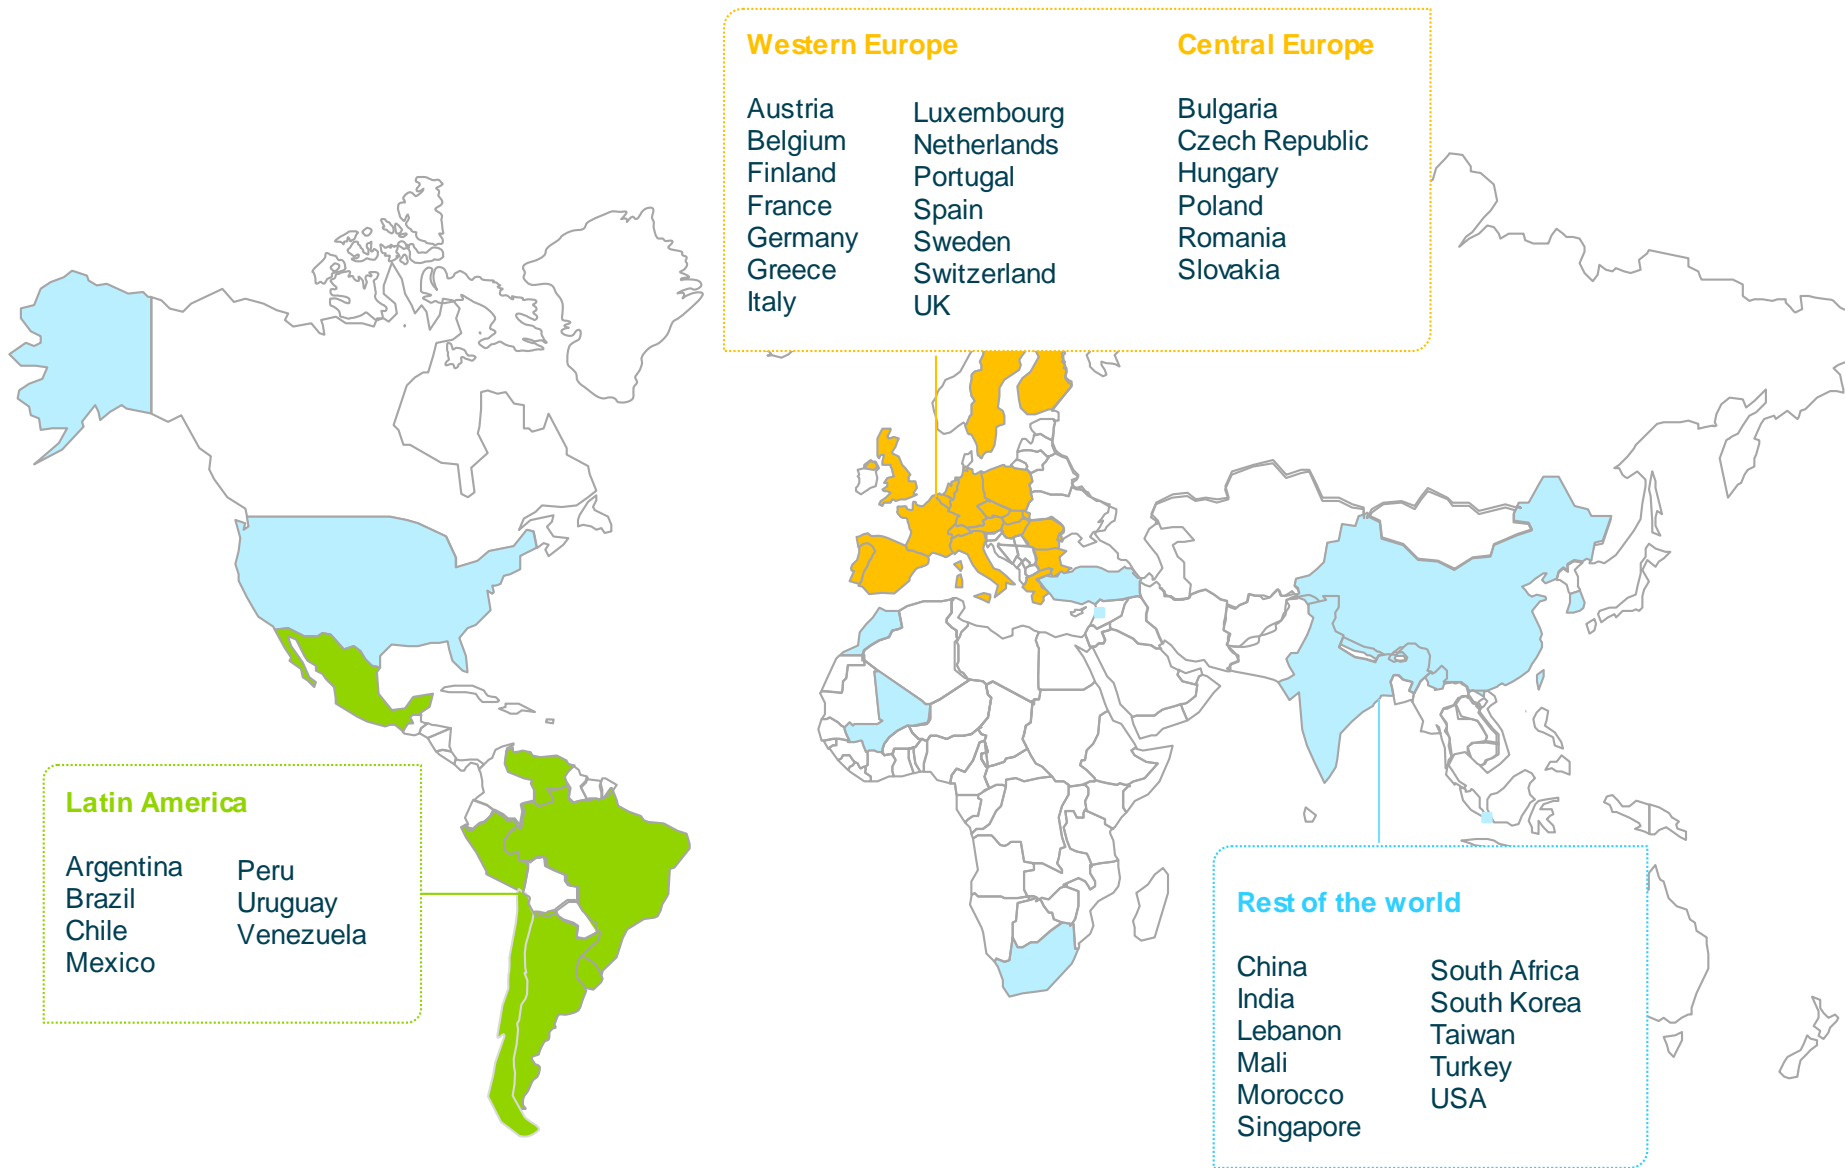 Western Europe
Austria
Belgium
Finland
France
Germany
Greece
Italy
Luxembourg
Netherlands
Portugal
Spain
Sweden
Switzerland
UK
Central Europe
Bulgaria
Czech Republic
Hungary
Poland
Romania
Slovakia
Latin America
Argentina
Brazil
Chile
Mexico
Peru
Uruguay
Venezuela
Rest of the world
China
India
Lebanon
Mali
Morocco
Singapore
South Africa
South Korea
Taiwan
Turkey
USA